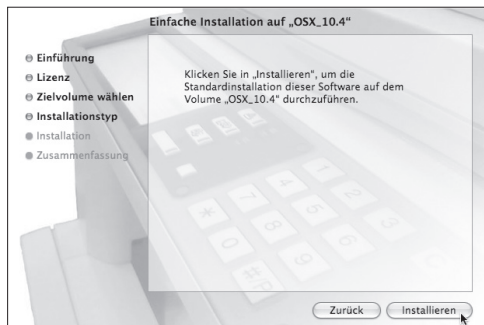 Einfache Installation auf „OSX_10.4“
Einführung
Lizenz
Zielvolume wählen
Installationstyp
Installation
Zusammenfassung
Klicken Sie in „Installieren“, um die
Standardinstallation dieser Software auf dem
Volume „OSX_10.4“ durchzuführen.
Zurück
Installieren